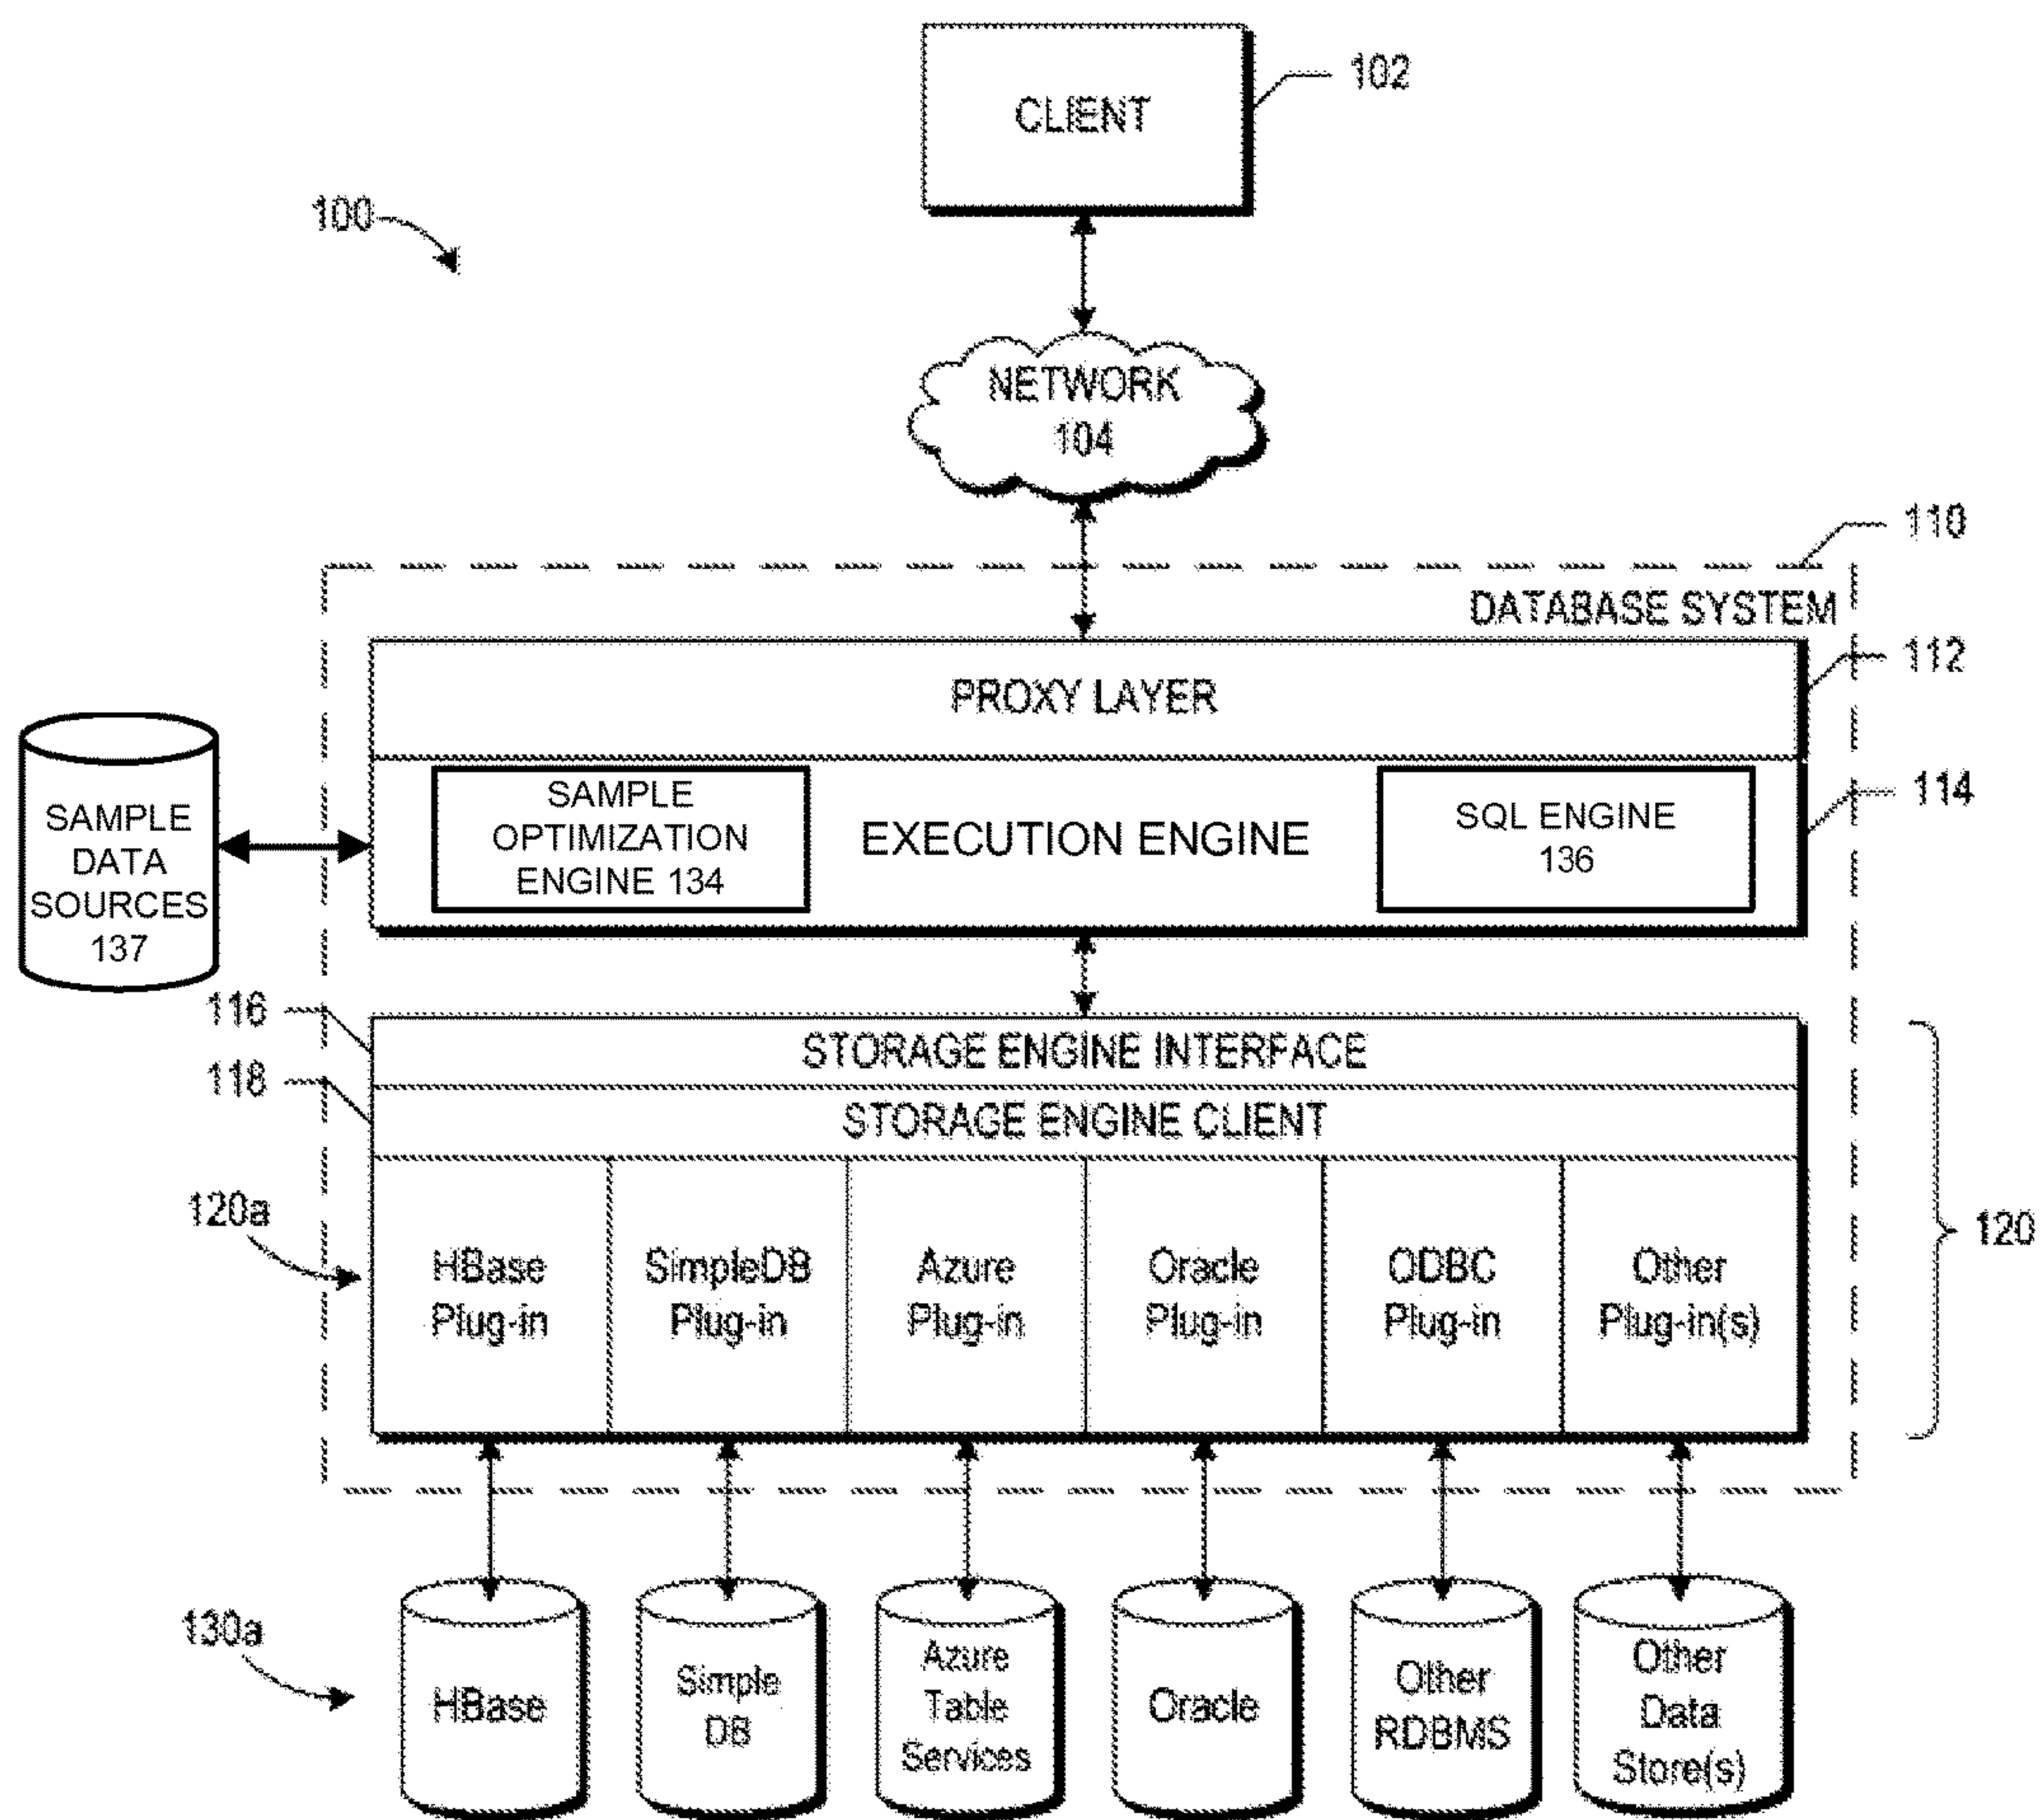 CLIENT
102
100
NETWORK
104
110
DATABASE SYSTEM
PROXY LAYER
112
SAMPLE
DATA
SOURCES
137
SAMPLE
OPTIMIZATION
ENGINE 134
EXECUTION ENGINE
SQL ENGINE
136
114
116
STORAGE ENGINE INTERFACE
118
STORAGE ENGINE CLIENT
120a
HBase
Plug-in
SimpleDB
Plug-in
Azure
Plug-in
Oracle
Plug-in
ODBC
Plug-in
Other
Plug-in(s)
120
130a
HBase
Simple
DB
Azure
Table
Services
Oracle
Other
RDBMS
Other
Data
Store(s)